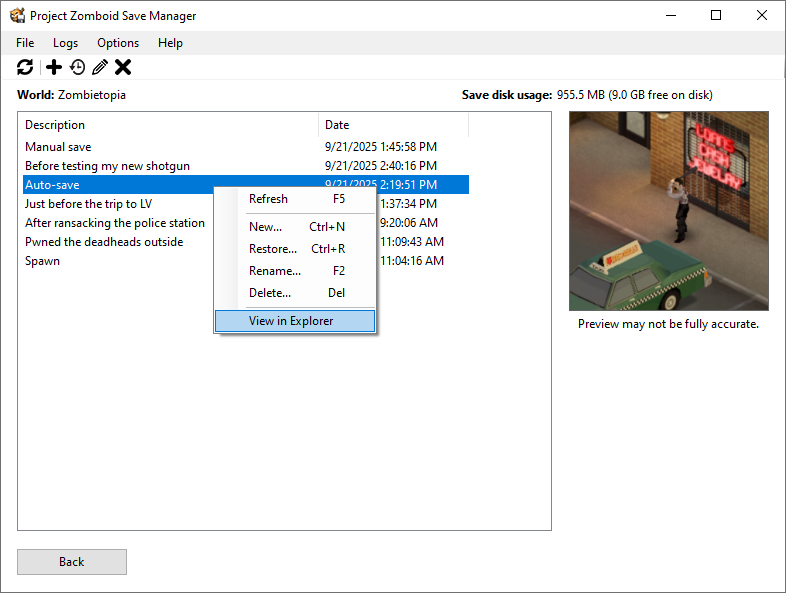 Project Zomboid Save Manager
File Logs Options Help
World: Zombietopia
Save disk usage: 955.5 MB (9.0 GB free on disk)
Description Date
Manual save 9/21/2025 1:45:58 PM
Before testing my new shotgun 9/21/2025 2:40:16 PM
Auto-save 9/21/2025 2:19:51 PM
Just before the trip to LV 1:37:34 PM
After ransacking the police station 9:20:06 AM
Pwned the deadheads outside 11:09:43 AM
Spawn 11:04:16 AM
Refresh F5
New... Ctrl+N
Restore... Ctrl+R
Rename... F2
Delete... Del
View in Explorer
CASH
JEWELRY
Preview may not be fully accurate.
Back